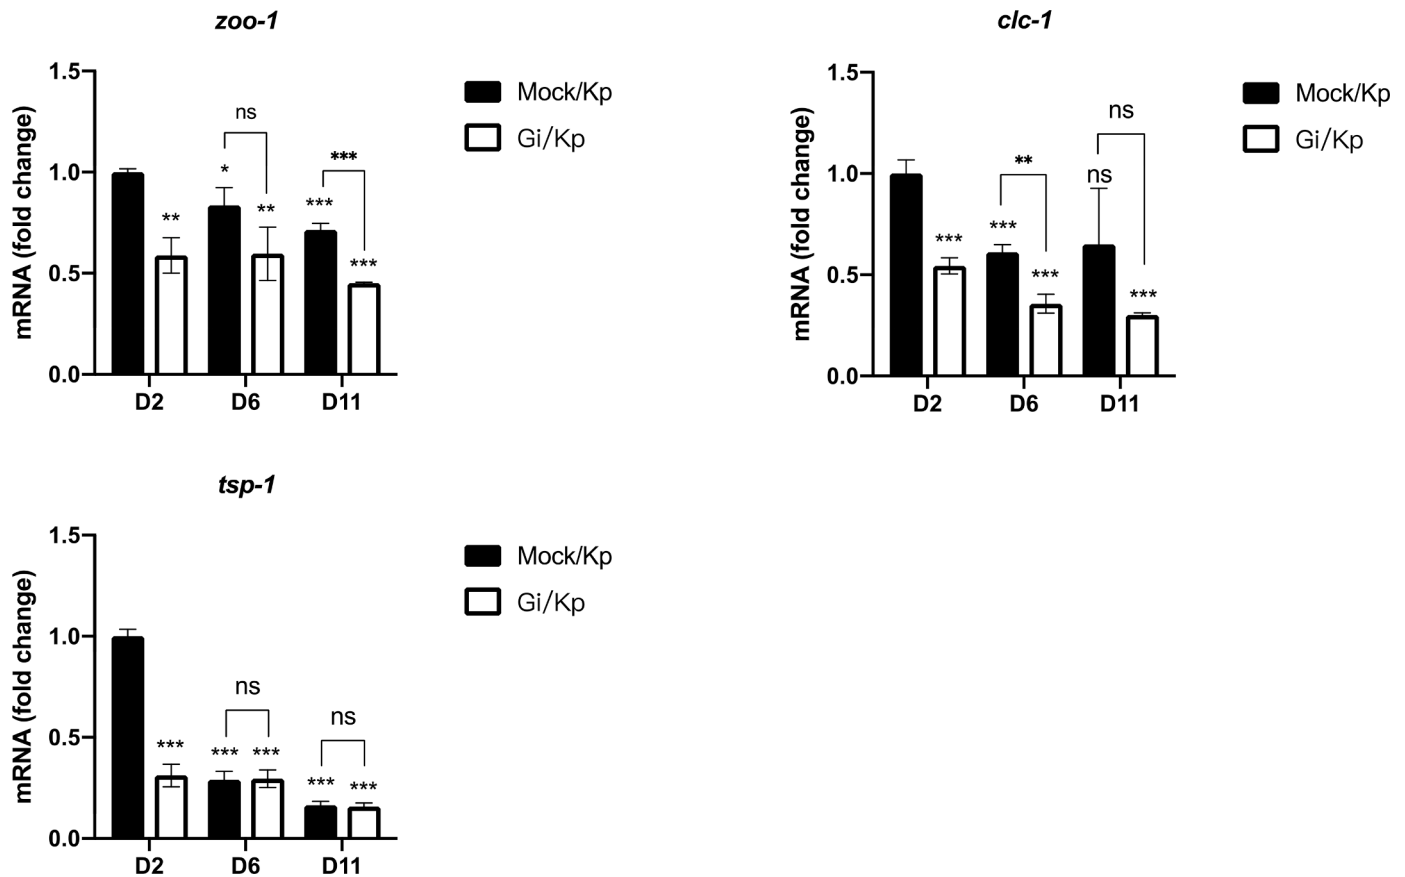 zoo-1
mRNA (fold change)
1.5
1.0
0.5
0.0
**
*
ns
**
***
***
***
D2 D6 D11
Mock/Kp
Gi/Kp
clc-1
mRNA (fold change)
1.5
1.0
0.5
0.0
***
***
**
***
ns
ns
***
D2 D6 D11
Mock/Kp
Gi/Kp
tsp-1
mRNA (fold change)
1.5
1.0
0.5
0.0
***
ns
*** ***
ns
*** ***
D2 D6 D11
Mock/Kp
Gi/Kp